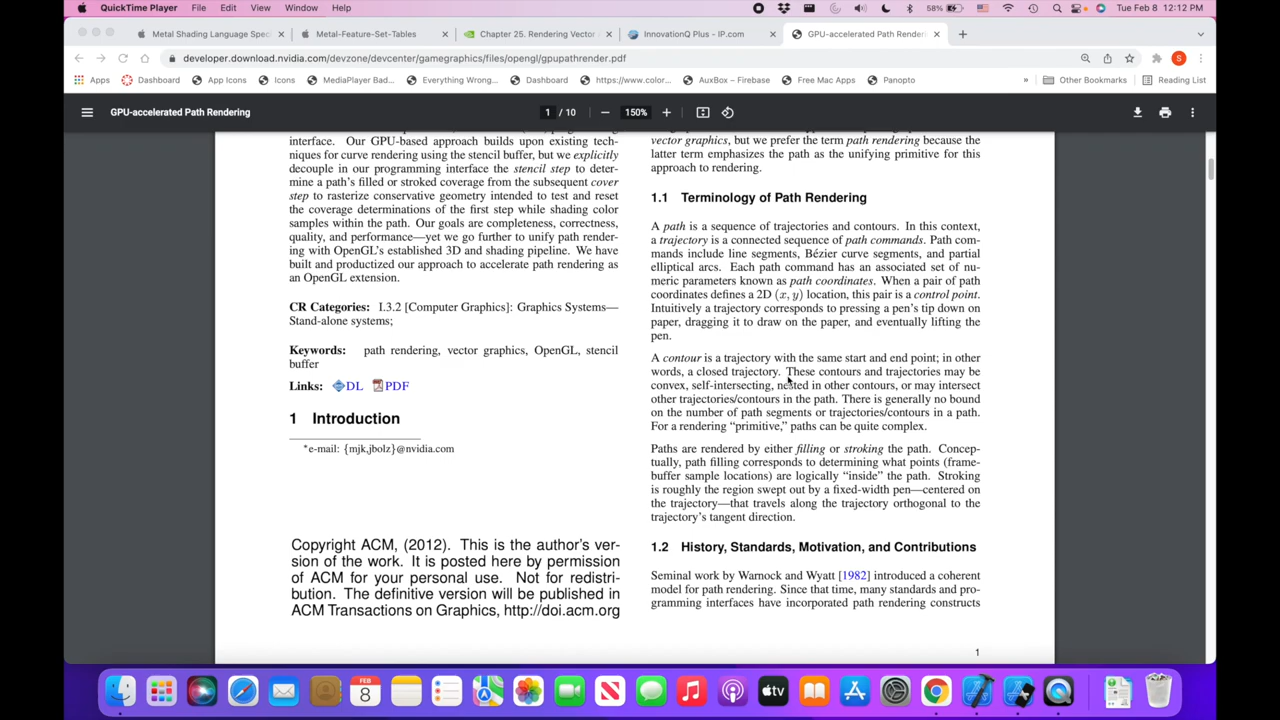 QuickTime Player File Edit View Window Help 58% Tue Feb 8 12:12 PM
Metal Shading Language Spec
Metal-Feature-Set-Tables
Chapter 25. Rendering Vector A
InnovationQ Plus - IP.com
GPU-accelerated Path Renderin
developer.download.nvidia.com/devzone/devcenter/gamegraphics/files/opengl/gpupathrender.pdf
Apps Dashboard App Icons Icons MediaPlayer Bad... Everything Wrong... Dashboard https://www.color... AuxBox – Firebase Free Mac Apps Panopto » Other Bookmarks Reading List
GPU-accelerated Path Rendering 1 / 10 150%
interface. Our GPU-based approach builds upon existing tech-
niques for curve rendering using the stencil buffer, but we explicitly
decouple in our programming interface the stencil step to deter-
mine a path's filled or stroked coverage from the subsequent cover
step to rasterize conservative geometry intended to test and reset
the coverage determinations of the first step while shading color
samples within the path. Our goals are completeness, correctness,
quality, and performance—yet we go further to unify path render-
ing with OpenGL's established 3D and shading pipeline. We have
built and productized our approach to accelerate path rendering as
an OpenGL extension.
CR Categories: I.3.2 [Computer Graphics]: Graphics Systems—
Stand-alone systems;
Keywords: path rendering, vector graphics, OpenGL, stencil
buffer
Links: DL PDF
1 Introduction
*e-mail: {mjk,jbolz}@nvidia.com
Copyright ACM, (2012). This is the author's ver-
sion of the work. It is posted here by permission
of ACM for your personal use. Not for redistri-
bution. The definitive version will be published in
ACM Transactions on Graphics, http://doi.acm.org
vector graphics, but we prefer the term path rendering because the
latter term emphasizes the path as the unifying primitive for this
approach to rendering.
1.1 Terminology of Path Rendering
A path is a sequence of trajectories and contours. In this context,
a trajectory is a connected sequence of path commands. Path com-
mands include line segments, Bézier curve segments, and partial
elliptical arcs. Each path command has an associated set of nu-
meric parameters known as path coordinates. When a pair of path
coordinates defines a 2D (x, y) location, this pair is a control point.
Intuitively a trajectory corresponds to pressing a pen's tip down on
paper, dragging it to draw on the paper, and eventually lifting the
pen.
A contour is a trajectory with the same start and end point; in other
words, a closed trajectory. These contours and trajectories may be
convex, self-intersecting, nested in other contours, or may intersect
other trajectories/contours in the path. There is generally no bound
on the number of path segments or trajectories/contours in a path.
For a rendering “primitive,” paths can be quite complex.
Paths are rendered by either filling or stroking the path. Concep-
tually, path filling corresponds to determining what points (frame-
buffer sample locations) are logically “inside” the path. Stroking
is roughly the region swept out by a fixed-width pen—centered on
the trajectory—that travels along the trajectory orthogonal to the
trajectory's tangent direction.
1.2 History, Standards, Motivation, and Contributions
Seminal work by Warnock and Wyatt [1982] introduced a coherent
model for path rendering. Since that time, many standards and pro-
gramming interfaces have incorporated path rendering constructs
1
FEB
8
tv